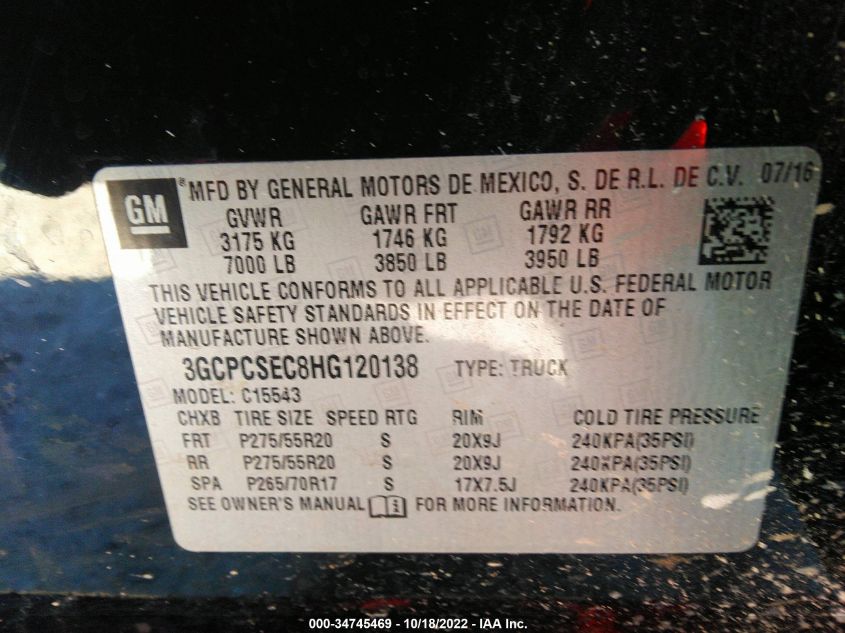 GM ® MFD BY GENERAL MOTORS DE MEXICO, S. DE R.L. DE C.V. 07/16
GVWR GAWR FRT GAWR RR
3175 KG 1746 KG 1792 KG
7000 LB 3850 LB 3950 LB
THIS VEHICLE CONFORMS TO ALL APPLICABLE U.S. FEDERAL MOTOR
VEHICLE SAFETY STANDARDS IN EFFECT ON THE DATE OF
MANUFACTURE SHOWN ABOVE.
3GCPCSEC8HG120138 TYPE: TRUCK
MODEL: C15543
CHXB TIRE SIZE SPEED RTG RIM COLD TIRE PRESSURE
FRT P275/55R20 S 20X9J 240KPA(35PSI)
RR P275/55R20 S 20X9J 240KPA(35PSI)
SPA P265/70R17 S 17X7.5J 240KPA(35PSI)
SEE OWNER'S MANUAL FOR MORE INFORMATION.
000-34745469 - 10/18/2022 - IAA Inc.